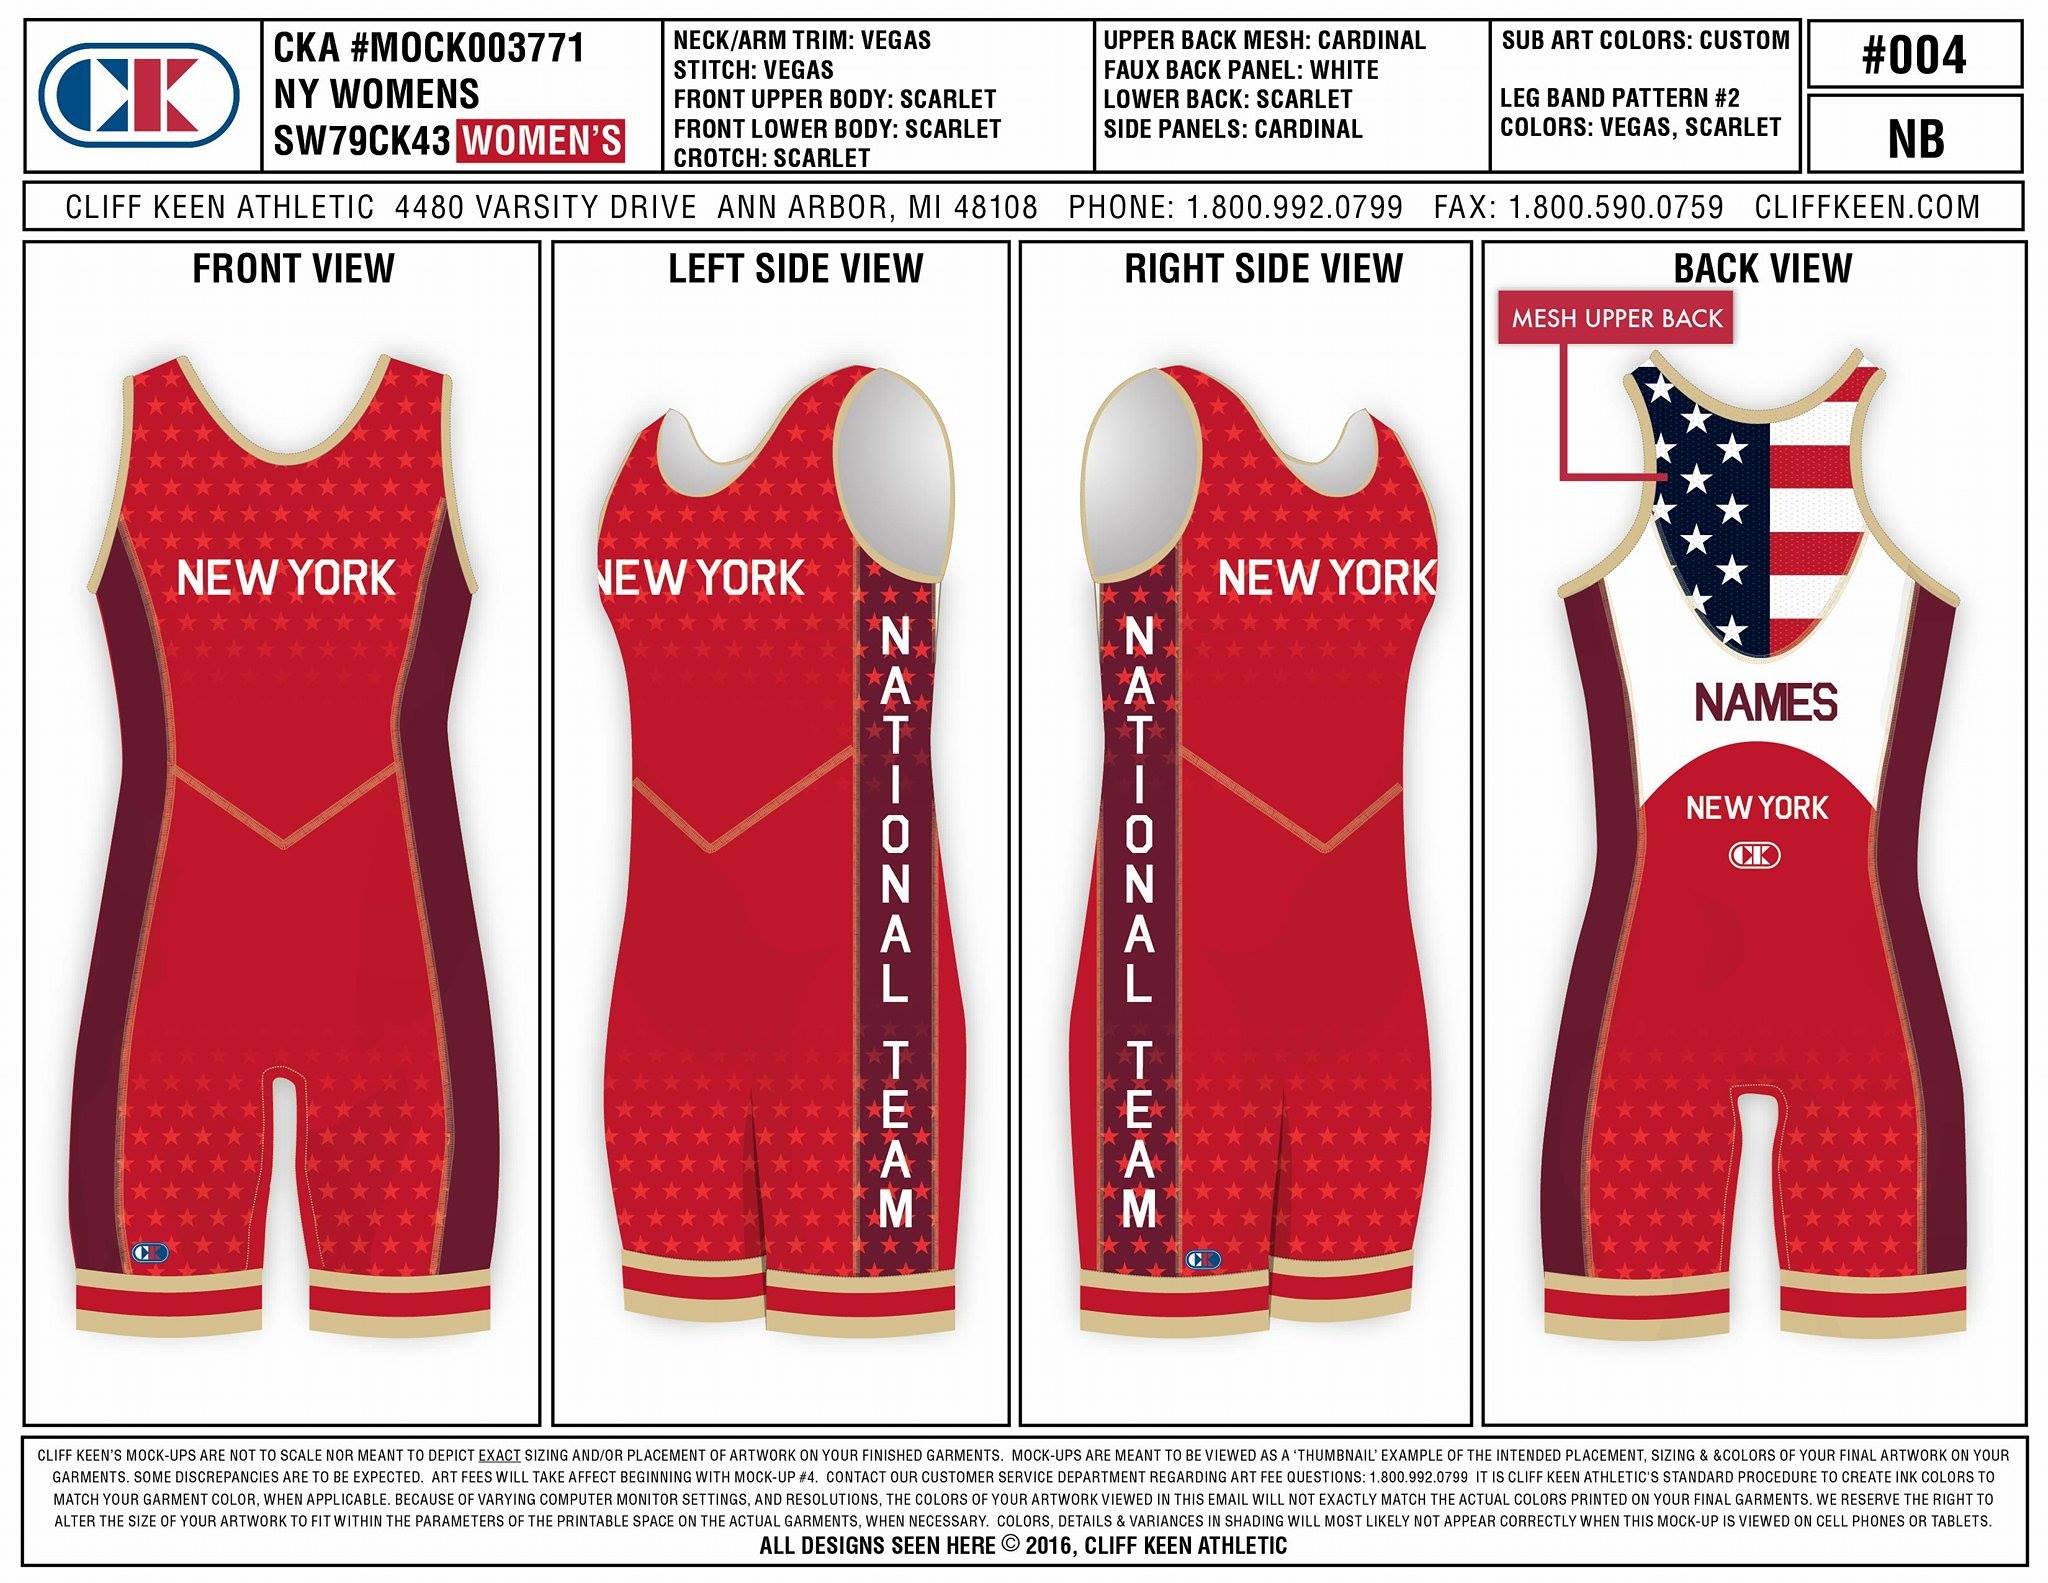 CK
CKA #MOCK003771
NY WOMENS
SW79CK43 WOMEN'S
NECK/ARM TRIM: VEGAS
STITCH: VEGAS
FRONT UPPER BODY: SCARLET
FRONT LOWER BODY: SCARLET
CROTCH: SCARLET
UPPER BACK MESH: CARDINAL
FAUX BACK PANEL: WHITE
LOWER BACK: SCARLET
SIDE PANELS: CARDINAL
SUB ART COLORS: CUSTOM
LEG BAND PATTERN #2
COLORS: VEGAS, SCARLET
#004
NB
CLIFF KEEN ATHLETIC 4480 VARSITY DRIVE ANN ARBOR, MI 48108 PHONE: 1.800.992.0799 FAX: 1.800.590.0759 CLIFFKEEN.COM
FRONT VIEW
NEW YORK
CK
LEFT SIDE VIEW
NEW YORK
NATIONAL TEAM
RIGHT SIDE VIEW
NEW YORK
NATIONAL TEAM
CK
BACK VIEW
MESH UPPER BACK
NAMES
NEW YORK
CK
CLIFF KEEN'S MOCK-UPS ARE NOT TO SCALE NOR MEANT TO DEPICT EXACT SIZING AND/OR PLACEMENT OF ARTWORK ON YOUR FINISHED GARMENTS. MOCK-UPS ARE MEANT TO BE VIEWED AS A 'THUMBNAIL' EXAMPLE OF THE INTENDED PLACEMENT, SIZING & &COLORS OF YOUR FINAL ARTWORK ON YOUR
GARMENTS. SOME DISCREPANCIES ARE TO BE EXPECTED. ART FEES WILL TAKE AFFECT BEGINNING WITH MOCK-UP #4. CONTACT OUR CUSTOMER SERVICE DEPARTMENT REGARDING ART FEE QUESTIONS: 1.800.992.0799 IT IS CLIFF KEEN ATHLETIC'S STANDARD PROCEDURE TO CREATE INK COLORS TO
MATCH YOUR GARMENT COLOR, WHEN APPLICABLE. BECAUSE OF VARYING COMPUTER MONITOR SETTINGS, AND RESOLUTIONS, THE COLORS OF YOUR ARTWORK VIEWED IN THIS EMAIL WILL NOT EXACTLY MATCH THE ACTUAL COLORS PRINTED ON YOUR FINAL GARMENTS. WE RESERVE THE RIGHT TO
ALTER THE SIZE OF YOUR ARTWORK TO FIT WITHIN THE PARAMETERS OF THE PRINTABLE SPACE ON THE ACTUAL GARMENTS, WHEN NECESSARY. COLORS, DETAILS & VARIANCES IN SHADING WILL MOST LIKELY NOT APPEAR CORRECTLY WHEN THIS MOCK-UP IS VIEWED ON CELL PHONES OR TABLETS.
ALL DESIGNS SEEN HERE © 2016, CLIFF KEEN ATHLETIC